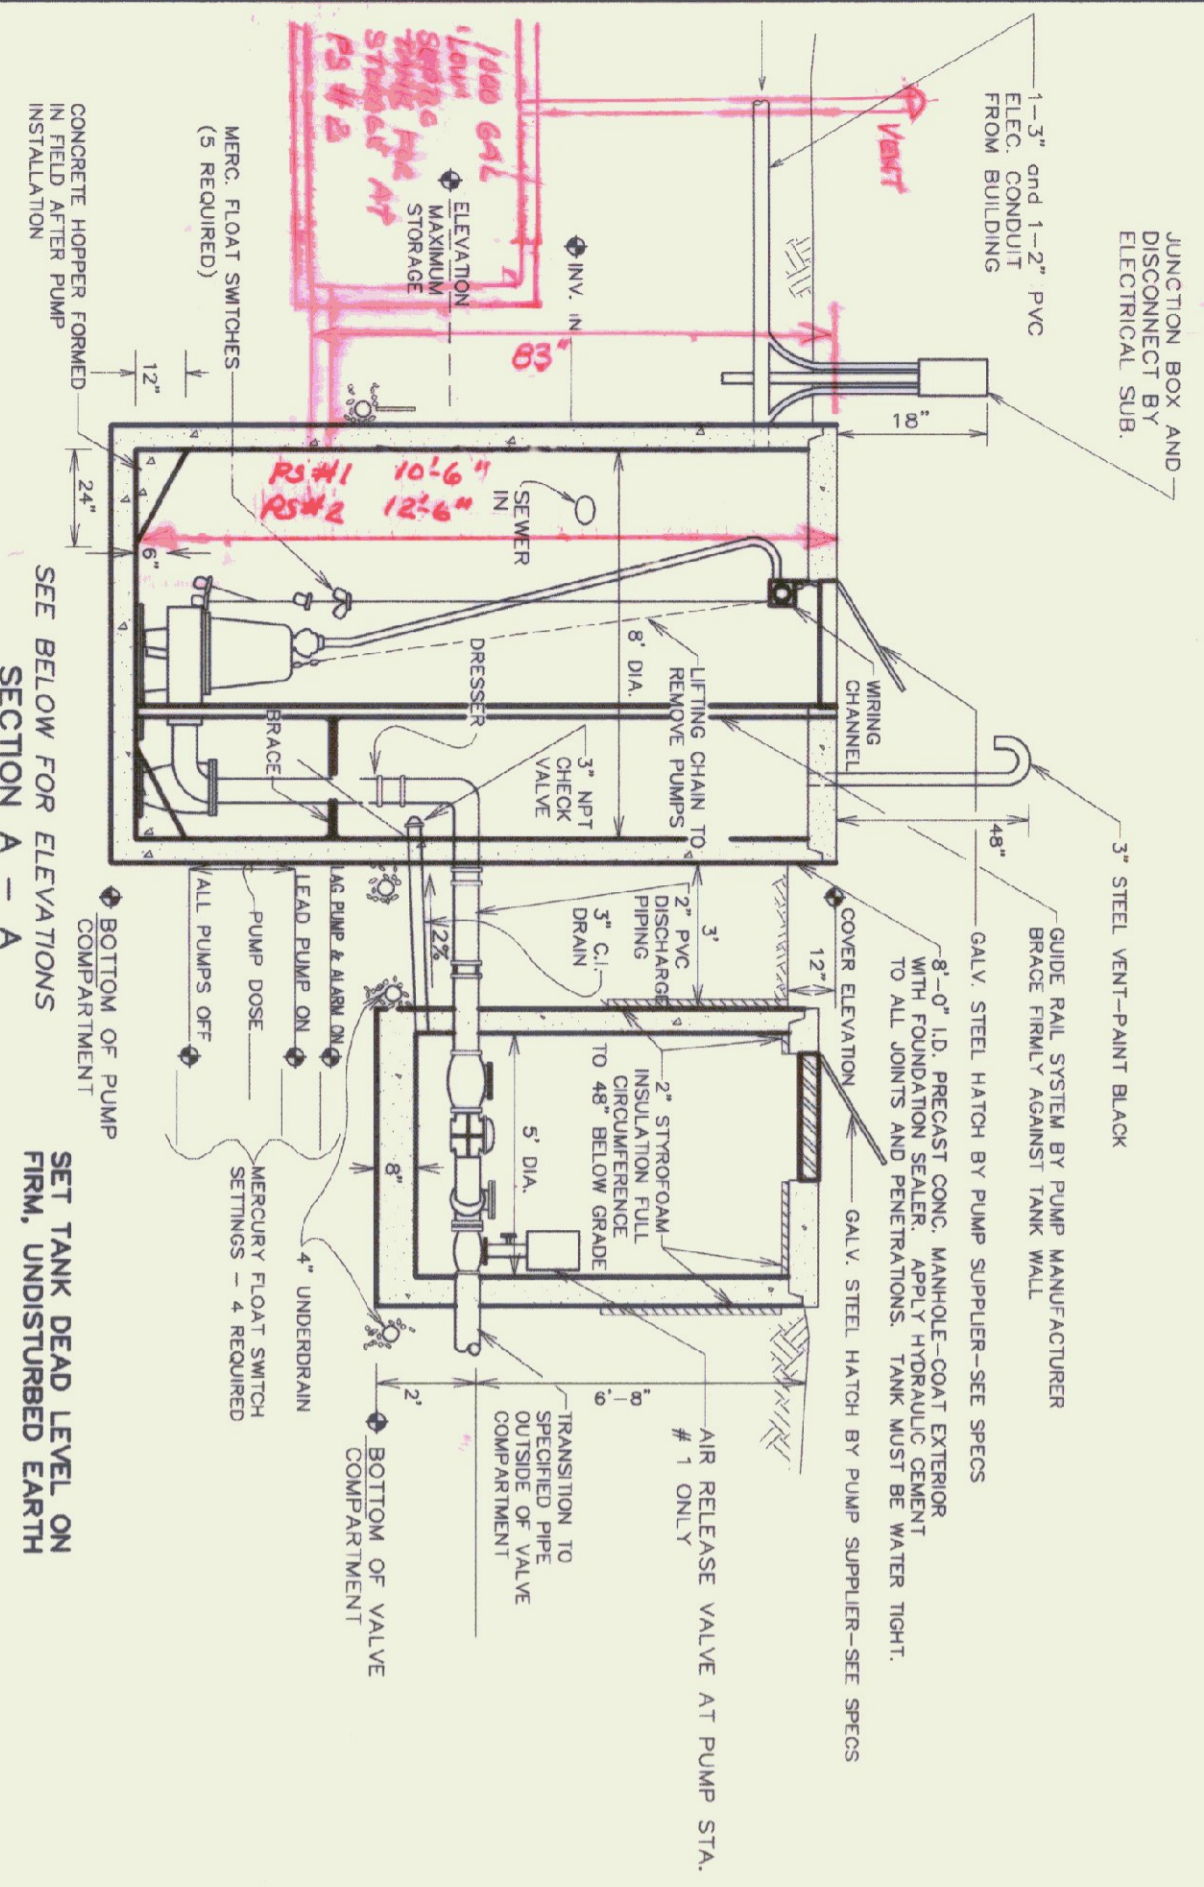 JUNCTION BOX AND
DISCONNECT BY
ELECTRICAL SUB.
1-3" and 1-2" PVC
ELEC. CONDUIT
FROM BUILDING
VENT
1000 GAL
LOW
SEPTIC
TANK FOR
STORAGE AT
PS #2
ELEVATION
MAXIMUM
STORAGE
INV. IN
83"
18"
MERC. FLOAT SWITCHES
(5 REQUIRED)
CONCRETE HOPPER FORMED
IN FIELD AFTER PUMP
INSTALLATION
12"
24"
6"
PS #1 10'-6"
PS #2 12'-6"
SEWER
IN
8' DIA.
WIRING
CHANNEL
LIFTING CHAIN TO
REMOVE PUMPS
DRESSER
3" NPT
CHECK
VALVE
BRACE
48"
3" STEEL VENT-PAINT BLACK
GUIDE RAIL SYSTEM BY PUMP MANUFACTURER
BRACE FIRMLY AGAINST TANK WALL
GALV. STEEL HATCH BY PUMP SUPPLIER-SEE SPECS
8'-0" I.D. PRECAST CONC. MANHOLE-COAT EXTERIOR
WITH FOUNDATION SEALER. APPLY HYDRAULIC CEMENT
TO ALL JOINTS AND PENETRATIONS. TANK MUST BE WATER TIGHT.
COVER ELEVATION
12"
GALV. STEEL HATCH BY PUMP SUPPLIER-SEE SPECS
3'
2" PVC
DISCHARGE
PIPING
3" C.I.
DRAIN
2%
2" STYROFOAM
INSULATION FULL
CIRCUMFERENCE
TO 48" BELOW GRADE
5' DIA.
8"
6'-8"
2'
AIR RELEASE VALVE AT PUMP STA.
# 1 ONLY
TRANSITION TO
SPECIFIED PIPE
OUTSIDE OF VALVE
COMPARTMENT
BOTTOM OF VALVE
COMPARTMENT
LAG PUMP & ALARM ON
LEAD PUMP ON
PUMP DOSE
ALL PUMPS OFF
4" UNDERDRAIN
MERCURY FLOAT SWITCH
SETTINGS - 4 REQUIRED
BOTTOM OF PUMP
COMPARTMENT
SEE BELOW FOR ELEVATIONS
SECTION A - A
SET TANK DEAD LEVEL ON
FIRM, UNDISTURBED EARTH